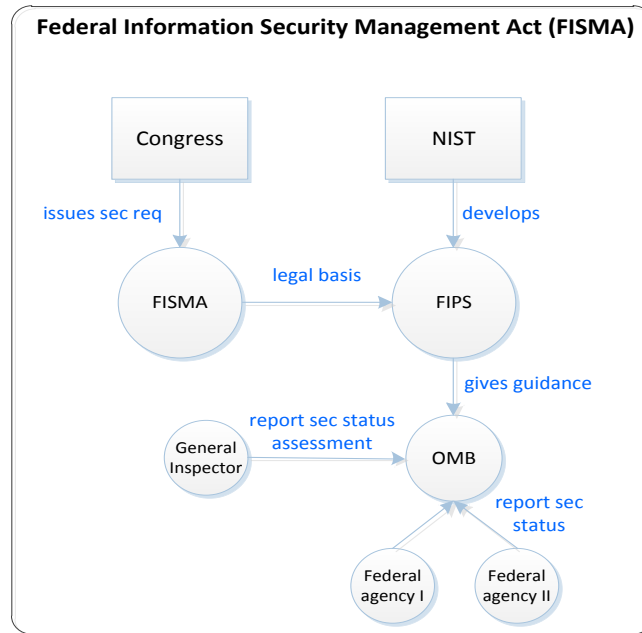 Federal Information Security Management Act (FISMA)
Congress
NIST
issues sec req
develops
FISMA
legal basis
FIPS
gives guidance
General
Inspector
report sec status
assessment
OMB
report sec
status
Federal
agency I
Federal
agency II